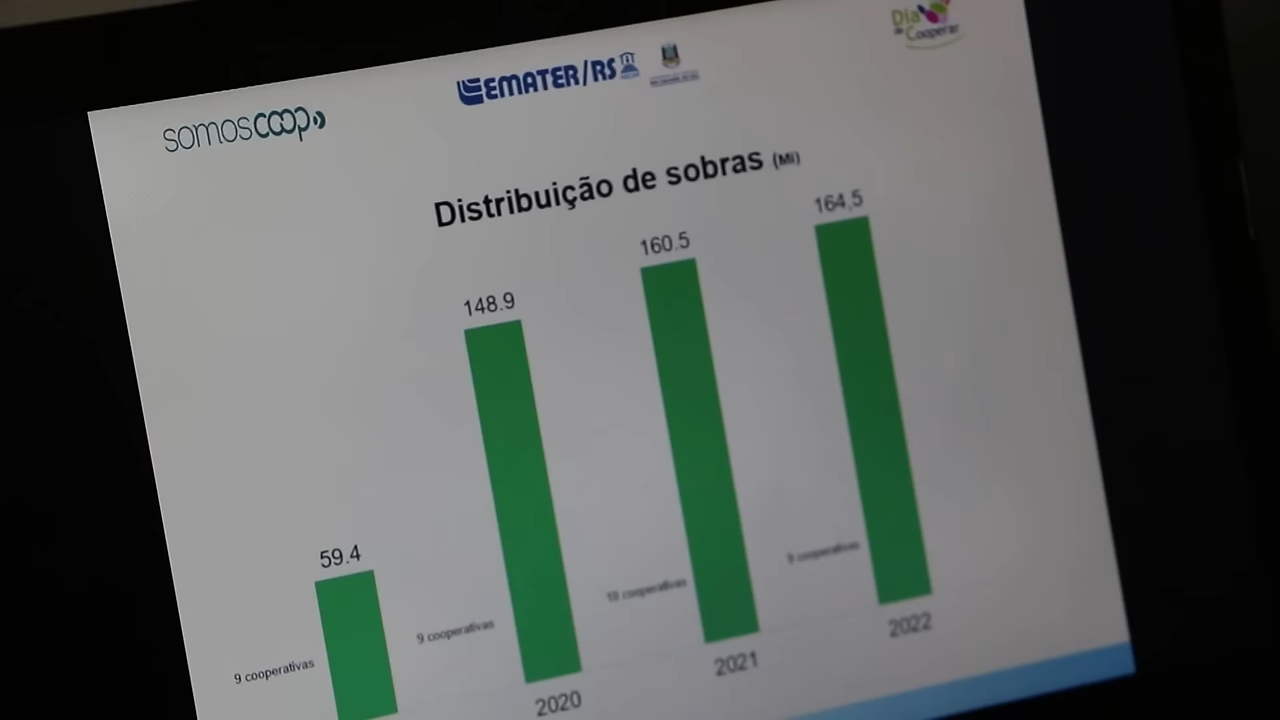 somoscoop
EMATER/RS
Dia
de Cooperar
Distribuição de sobras (Mi)
59.4
148.9
160.5
164,5
9 cooperativas
9 cooperativas
10 cooperativas
9 cooperativas
2020
2021
2022